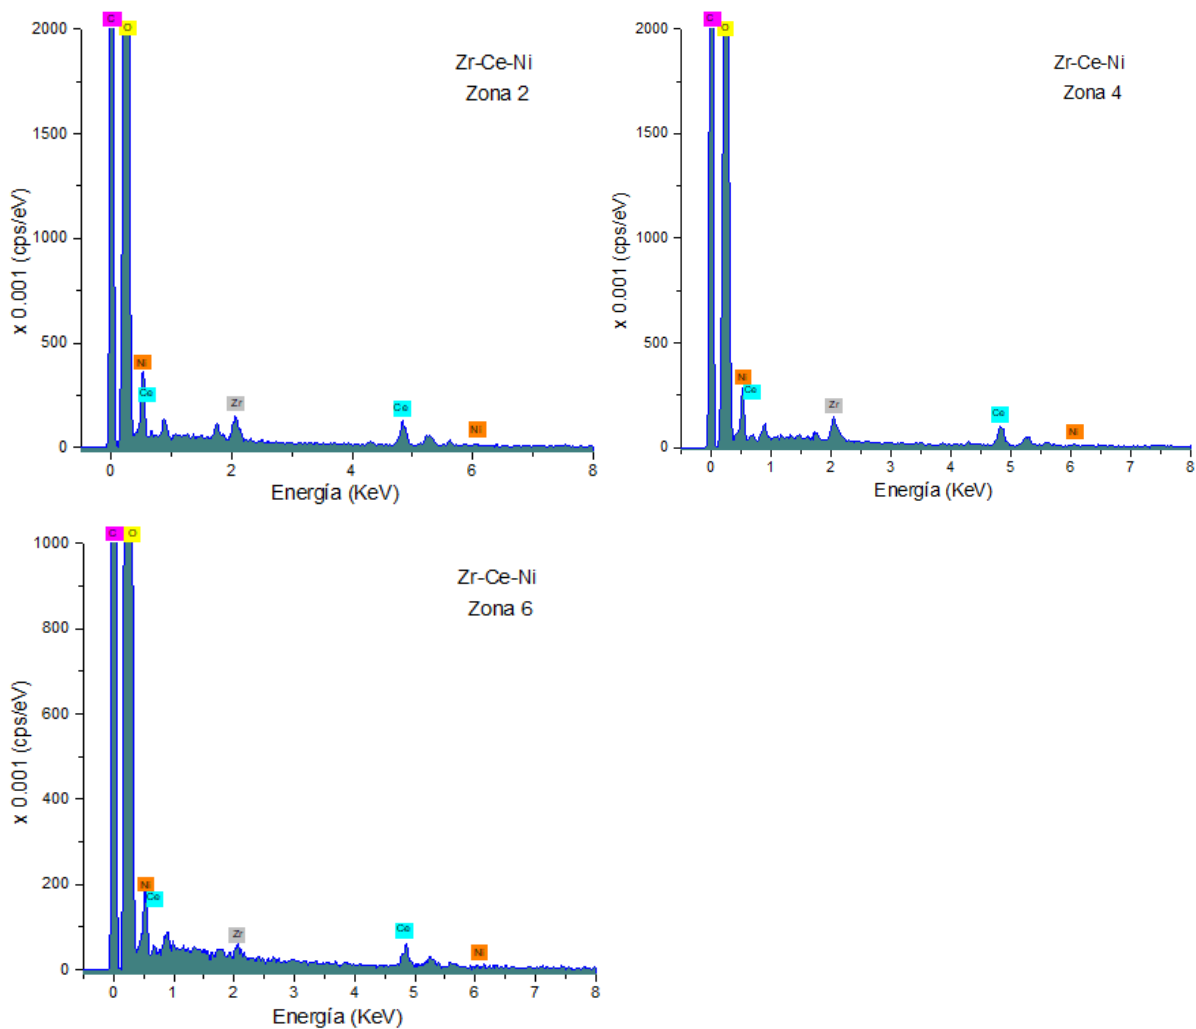 C O
2000
1500
1000
500
0
x 0.001 (cps/eV)
Zr-Ce-Ni
Zona 2
Ni
Ce
Zr
Ce
Ni
0 2 4 6 8
Energía (KeV)
C O
2000
1500
1000
500
0
x 0.001 (cps/eV)
Zr-Ce-Ni
Zona 4
Ni
Ce
Zr
Ce
Ni
0 1 2 3 4 5 6 7 8
Energía (KeV)
C O
1000
800
600
400
200
0
x 0.001 (cps/eV)
Zr-Ce-Ni
Zona 6
Ni
Ce
Zr
Ce
Ni
0 1 2 3 4 5 6 7 8
Energía (KeV)